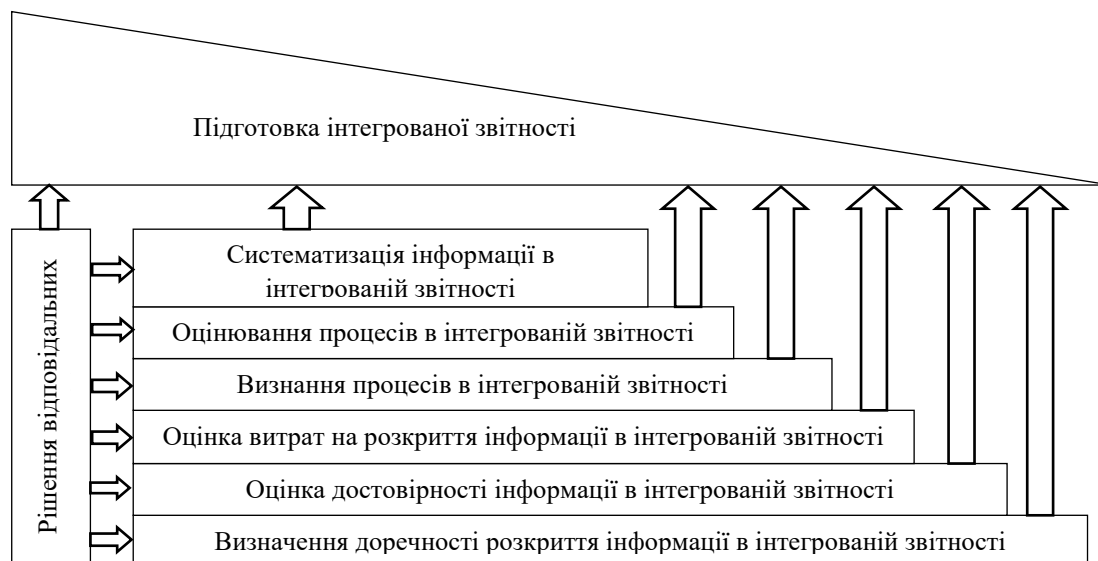 Підготовка інтегрованої звітності
Рішення відповідальних
Систематизація інформації в
інтегрованій звітності
Оцінювання процесів в інтегрованій звітності
Визнання процесів в інтегрованій звітності
Оцінка витрат на розкриття інформації в інтегрованій звітності
Оцінка достовірності інформації в інтегрованій звітності
Визначення доречності розкриття інформації в інтегрованій звітності